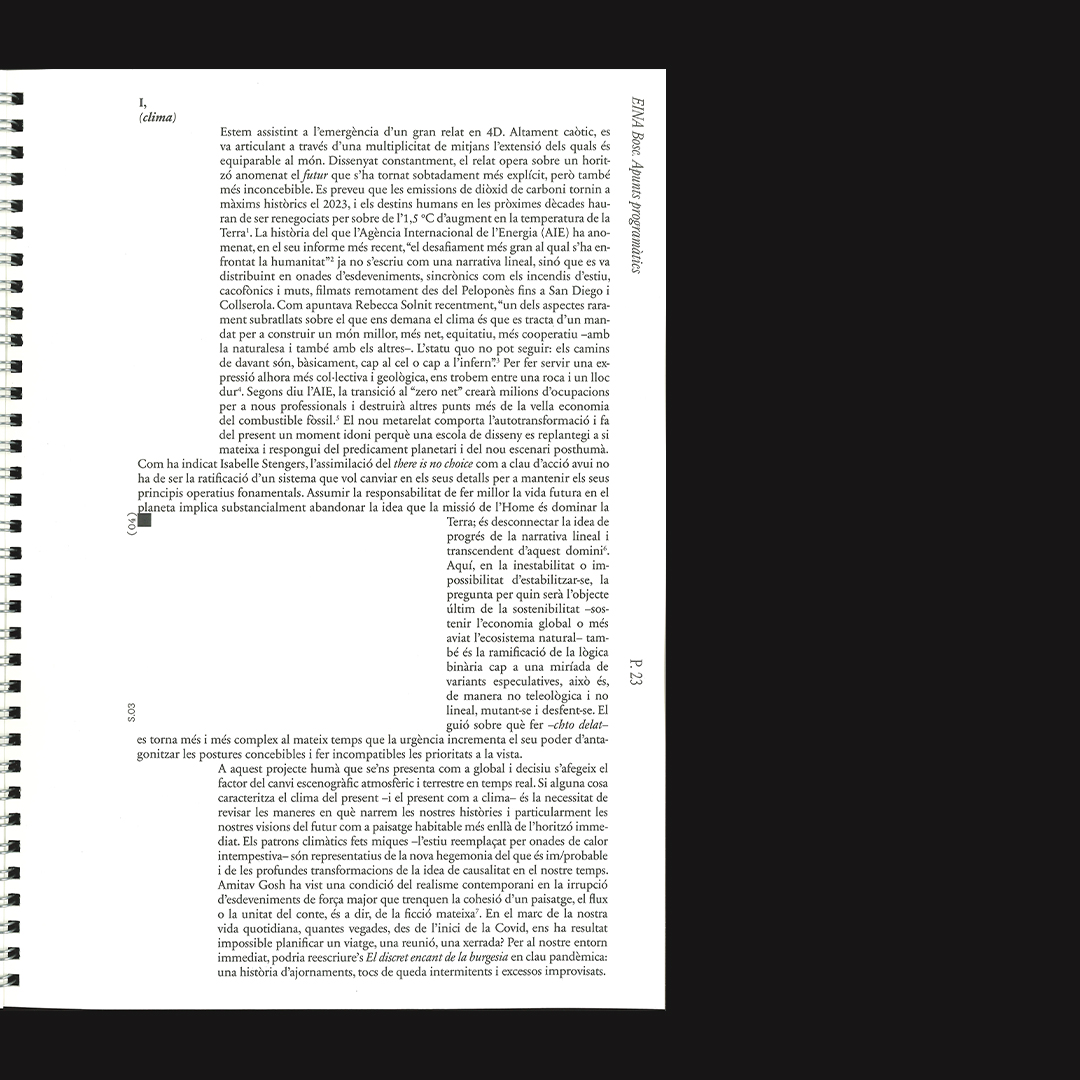 I,
(clima)
Estem assistint a l’emergència d’un gran relat en 4D. Altament caòtic, es
va articulant a través d’una multiplicitat de mitjans l’extensió dels quals és
equiparable al món. Dissenyat constantment, el relat opera sobre un horit-
zó anomenat el futur que s’ha tornat sobtadament més explícit, però també
més inconcebible. Es preveu que les emissions de diòxid de carboni tornin a
màxims històrics el 2023, i els destins humans en les pròximes dècades hau-
ran de ser renegociats per sobre de l’1,5 ºC d’augment en la temperatura de la
Terra¹. La història del que l’Agència Internacional de l’Energia (AIE) ha ano-
menat, en el seu informe més recent, “el desafiament més gran al qual s’ha en-
frontat la humanitat”² ja no s’escriu com una narrativa lineal, sinó que es va
distribuint en onades d’esdeveniments, sincrònics com els incendis d’estiu,
cacofònics i muts, filmats remotament des del Peloponès fins a San Diego i
Collserola. Com apuntava Rebecca Solnit recentment, “un dels aspectes rara-
ment subratllats sobre el que ens demana el clima és que es tracta d’un man-
dat per a construir un món millor, més net, equitatiu, més cooperatiu –amb
la naturalesa i també amb els altres–. L’statu quo no pot seguir: els camins
de davant són, bàsicament, cap al cel o cap a l’infern”.³ Per fer servir una ex-
pressió alhora més col·lectiva i geològica, ens trobem entre una roca i un lloc
dur⁴. Segons diu l’AIE, la transició al “zero net” crearà milions d’ocupacions
per a nous professionals i destruirà altres punts més de la vella economia
del combustible fòssil.⁵ El nou metarelat comporta l’autotransformació i fa
del present un moment idoni perquè una escola de disseny es replantegi a si
mateixa i respongui del predicament planetari i del nou escenari posthumà.
Com ha indicat Isabelle Stengers, l’assimilació del there is no choice com a clau d’acció avui no
ha de ser la ratificació d’un sistema que vol canviar en els seus detalls per a mantenir els seus
principis operatius fonamentals. Assumir la responsabilitat de fer millor la vida futura en el
planeta implica substancialment abandonar la idea que la missió de l’Home és dominar la
Terra; és desconnectar la idea de
progrés de la narrativa lineal i
transcendent d’aquest domini⁶.
Aquí, en la inestabilitat o im-
possibilitat d’estabilitzar-se, la
pregunta per quin serà l’objecte
últim de la sostenibilitat –sos-
tenir l’economia global o més
aviat l’ecosistema natural– tam-
bé és la ramificació de la lògica
binària cap a una miríada de
variants especulatives, això és,
de manera no teleològica i no
lineal, mutant-se i desfent-se. El
guió sobre què fer –chto delat–
es torna més i més complex al mateix temps que la urgència incrementa el seu poder d’anta-
gonitzar les postures concebibles i fer incompatibles les prioritats a la vista.
A aquest projecte humà que se’ns presenta com a global i decisiu s’afegeix el
factor del canvi escenogràfic atmosfèric i terrestre en temps real. Si alguna cosa
caracteritza el clima del present –i el present com a clima– és la necessitat de
revisar les maneres en què narrem les nostres històries i particularment les
nostres visions del futur com a paisatge habitable més enllà de l’horitzó imme-
diat. Els patrons climàtics fets miques –l’estiu reemplaçat per onades de calor
intempestiva– són representatius de la nova hegemonia del que és im/probable
i de les profundes transformacions de la idea de causalitat en el nostre temps.
Amitav Gosh ha vist una condició del realisme contemporani en la irrupció
d’esdeveniments de força major que trenquen la cohesió d’un paisatge, el flux
o la unitat del conte, és a dir, de la ficció mateixa⁷. En el marc de la nostra
vida quotidiana, quantes vegades, des de l’inici de la Covid, ens ha resultat
impossible planificar un viatge, una reunió, una xerrada? Per al nostre entorn
immediat, podria reescriure’s El discret encant de la burgesia en clau pandèmica:
una història d’ajornaments, tocs de queda intermitents i excessos improvisats.
(04)
S.03
EINA Bosc. Apunts programàtics
P. 23